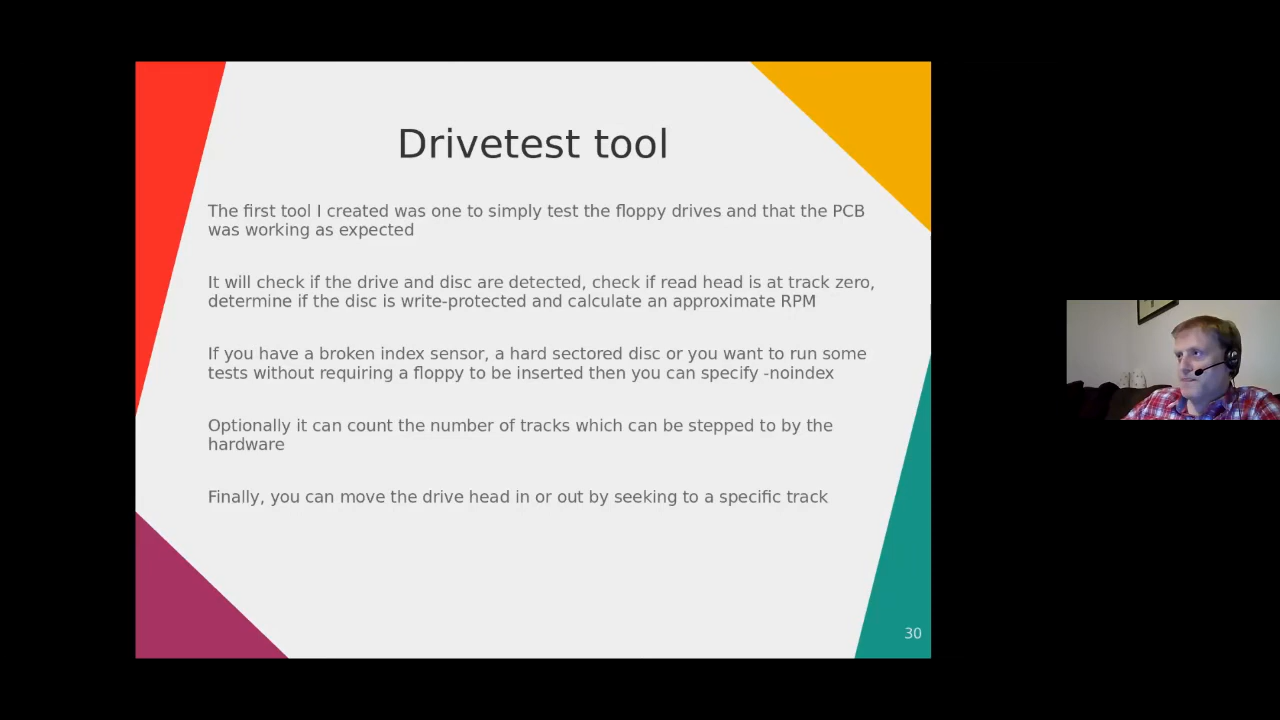 Drivetest tool
The first tool I created was one to simply test the floppy drives and that the PCB
was working as expected
It will check if the drive and disc are detected, check if read head is at track zero,
determine if the disc is write-protected and calculate an approximate RPM
If you have a broken index sensor, a hard sectored disc or you want to run some
tests without requiring a floppy to be inserted then you can specify -noindex
Optionally it can count the number of tracks which can be stepped to by the
hardware
Finally, you can move the drive head in or out by seeking to a specific track
30